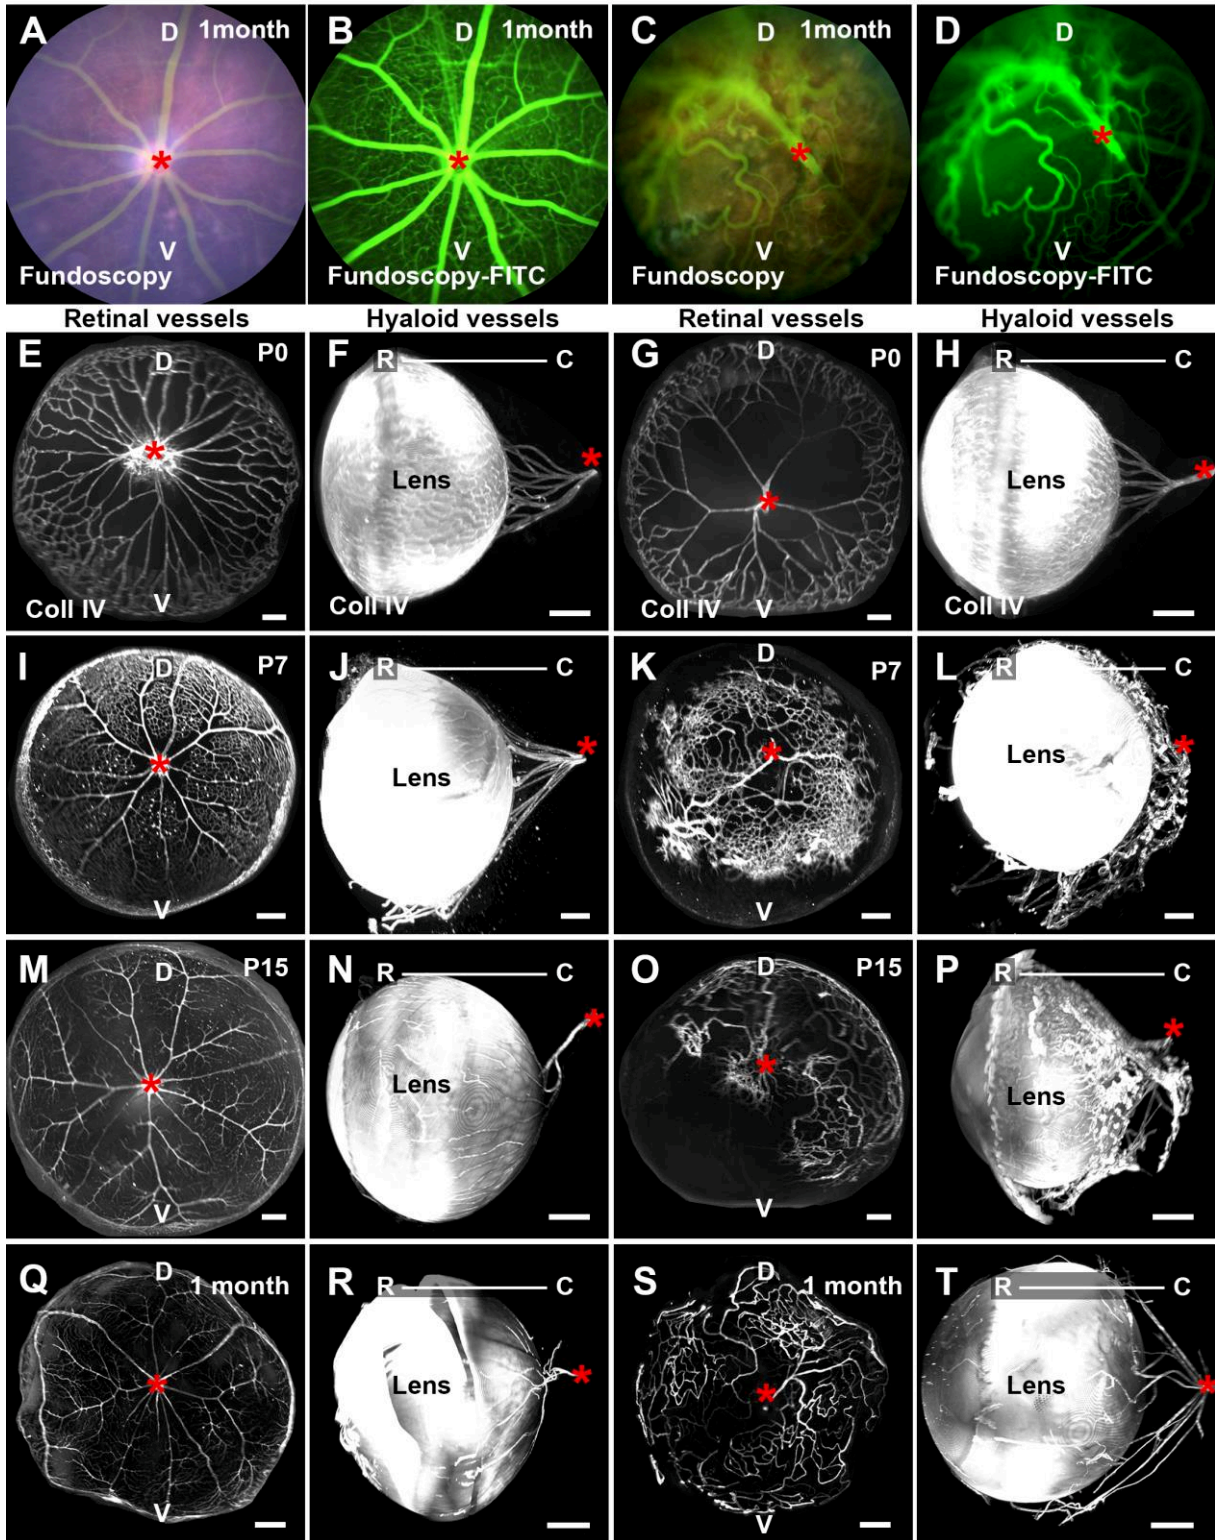 A D 1month
*
V
Fundoscopy
B D 1month
*
V
Fundoscopy-FITC
C D 1month
*
V
Fundoscopy
D D
*
V
Fundoscopy-FITC
Retinal vessels Hyaloid vessels Retinal vessels Hyaloid vessels
E D P0
*
Coll IV V
F R C
*
Lens
Coll IV
G D P0
*
Coll IV V
H R C
*
Lens
Coll IV
I D P7
*
V
J R C
*
Lens
K D P7
*
V
L R C
*
Lens
M D P15
*
V
N R C
*
Lens
O D P15
*
V
P R C
*
Lens
Q D 1 month
*
V
R R C
*
Lens
S D 1 month
*
V
T R C
*
Lens